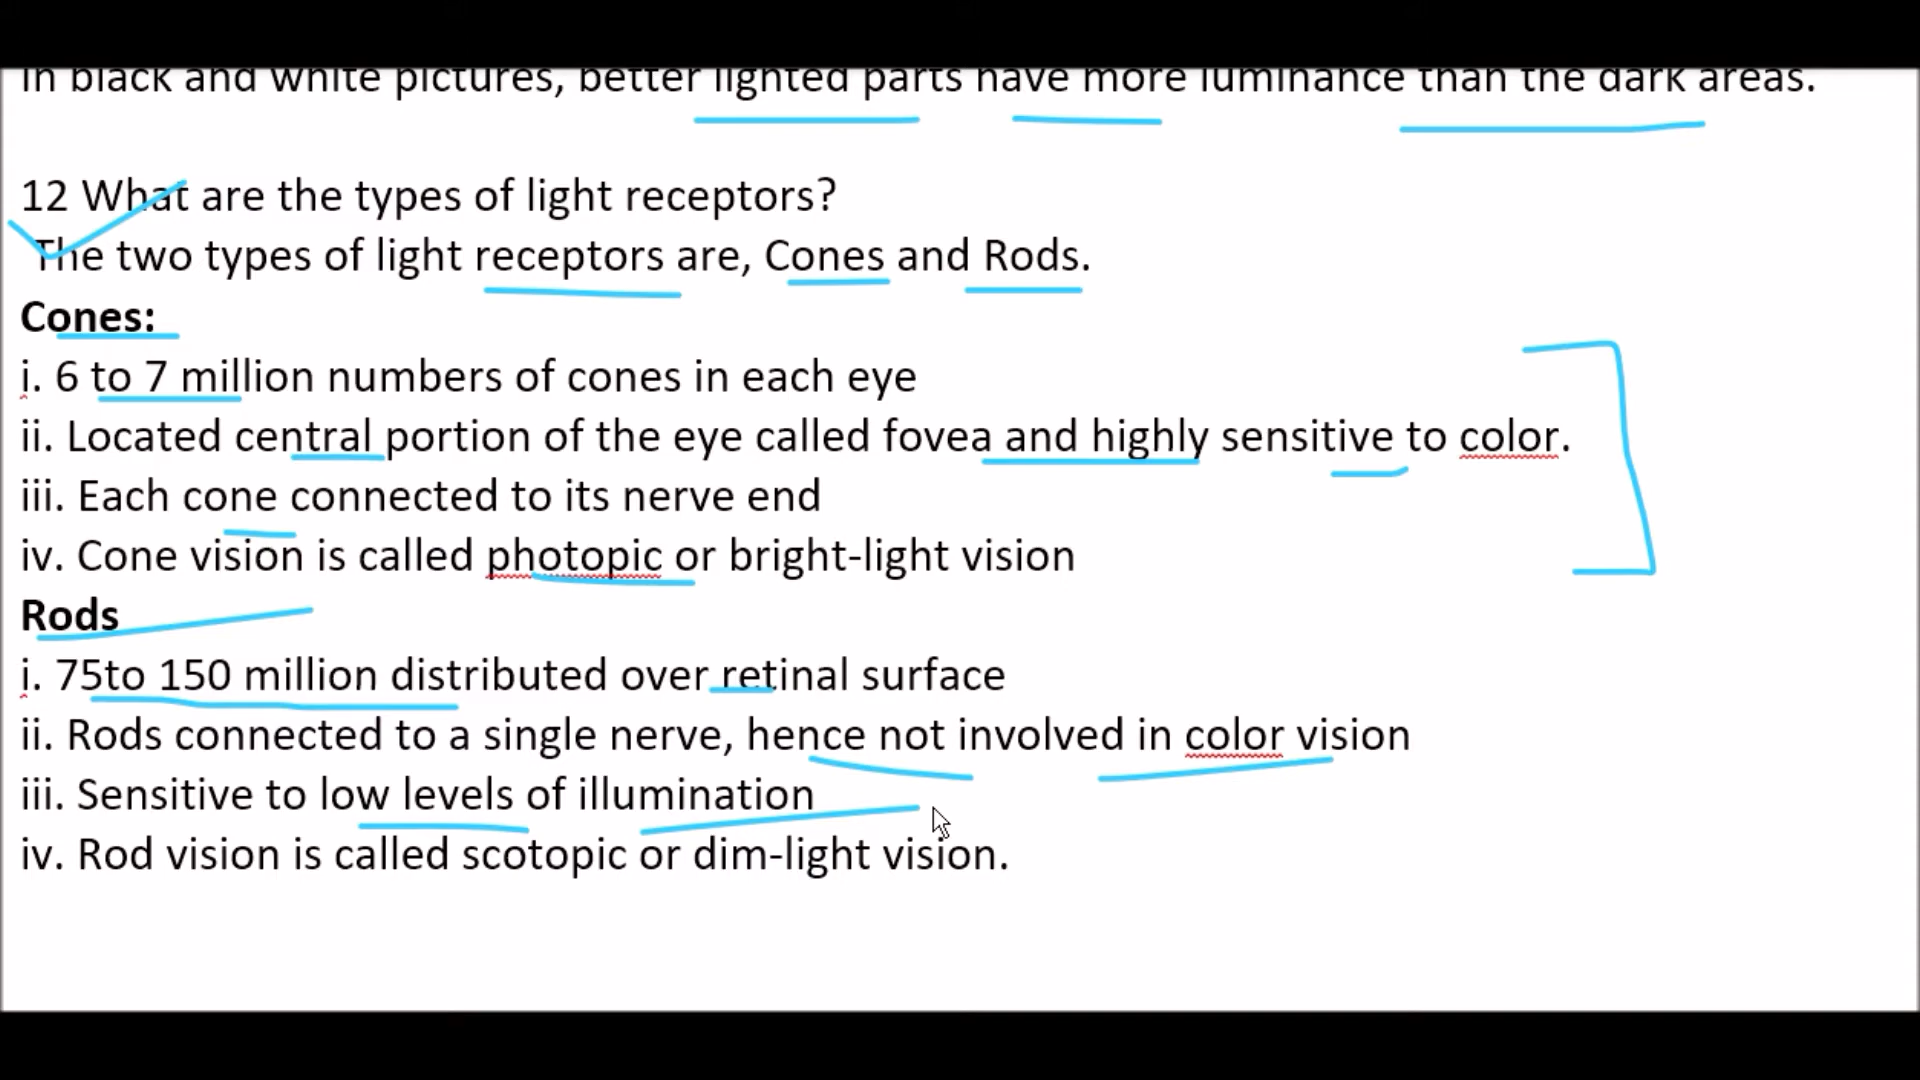 In black and white pictures, better lighted parts have more luminance than the dark areas.
12 What are the types of light receptors?
The two types of light receptors are, Cones and Rods.
Cones:
i. 6 to 7 million numbers of cones in each eye
ii. Located central portion of the eye called fovea and highly sensitive to color.
iii. Each cone connected to its nerve end
iv. Cone vision is called photopic or bright-light vision
Rods
i. 75to 150 million distributed over retinal surface
ii. Rods connected to a single nerve, hence not involved in color vision
iii. Sensitive to low levels of illumination
iv. Rod vision is called scotopic or dim-light vision.